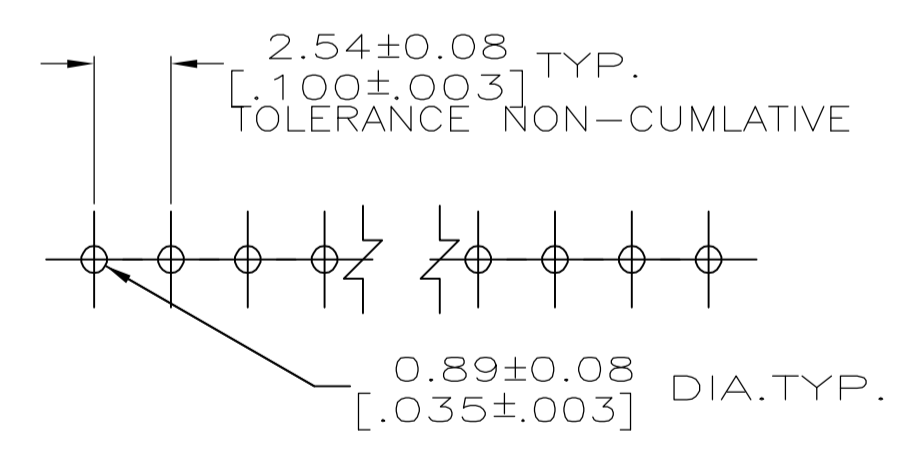 2.54±0.08 TYP.
[.100±.003]
TOLERANCE NON-CUMLATIVE
0.89±0.08 DIA.TYP.
[.035±.003]